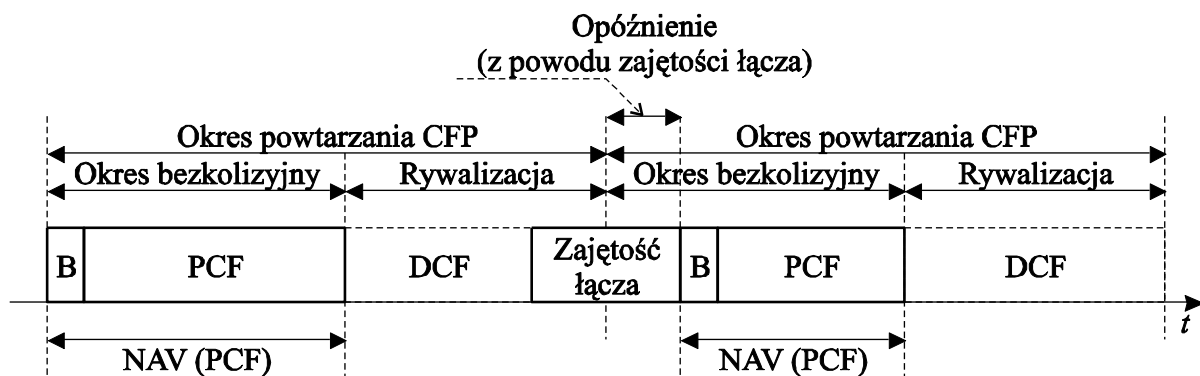 Opóźnienie
(z powodu zajętości łącza)
Okres powtarzania CFP Okres powtarzania CFP
Okres bezkolizyjny Rywalizacja Okres bezkolizyjny Rywalizacja
B PCF DCF Zajętość łącza B PCF DCF
t
NAV (PCF) NAV (PCF)